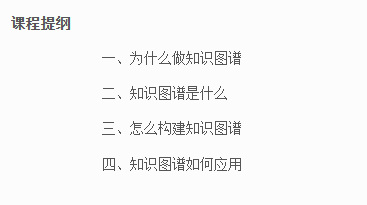 课程提纲
一、为什么做知识图谱
二、知识图谱是什么
三、怎么构建知识图谱
四、知识图谱如何应用